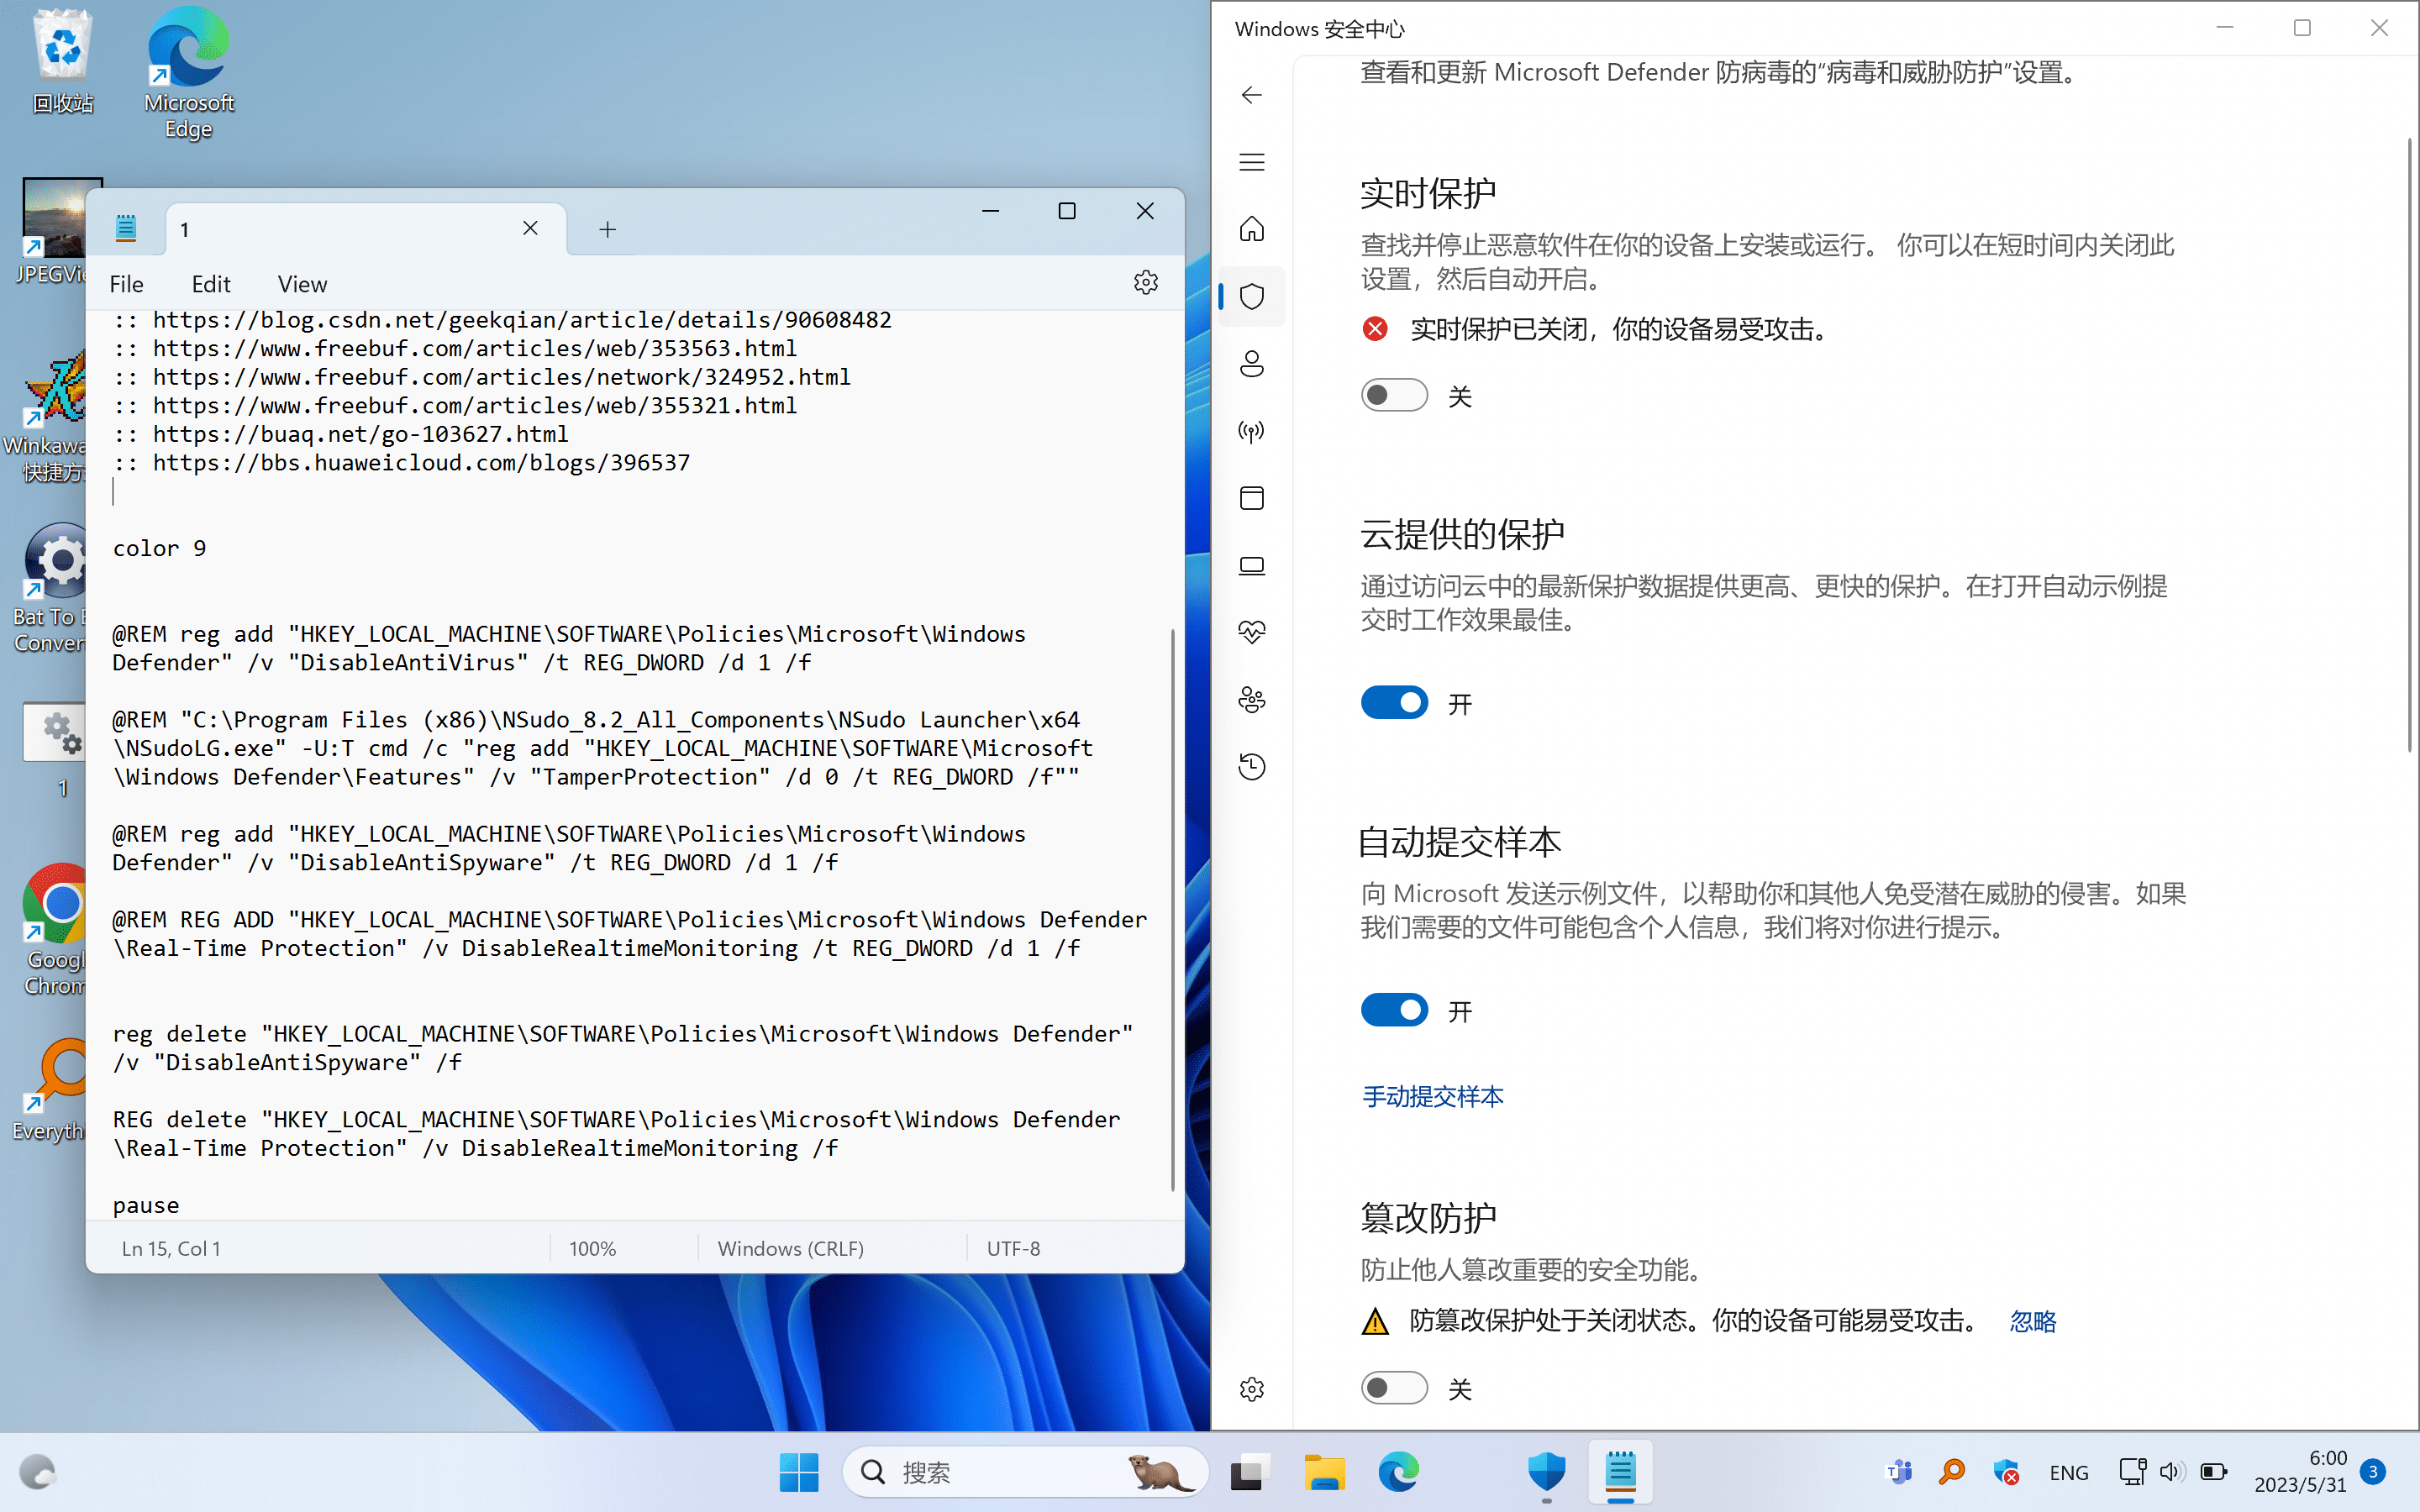 回收站
Microsoft
Edge
JPEGVie
Winkawa
快捷方
Bat To E
Conver
1
Googl
Chrom
Everyth
1
File
Edit
View
:: https://blog.csdn.net/geekqian/article/details/90608482
:: https://www.freebuf.com/articles/web/353563.html
:: https://www.freebuf.com/articles/network/324952.html
:: https://www.freebuf.com/articles/web/355321.html
:: https://buaq.net/go-103627.html
:: https://bbs.huaweicloud.com/blogs/396537
color 9
@REM reg add "HKEY_LOCAL_MACHINE\SOFTWARE\Policies\Microsoft\Windows
Defender" /v "DisableAntiVirus" /t REG_DWORD /d 1 /f
@REM "C:\Program Files (x86)\NSudo_8.2_All_Components\NSudo Launcher\x64
\NSudoLG.exe" -U:T cmd /c "reg add "HKEY_LOCAL_MACHINE\SOFTWARE\Microsoft
\Windows Defender\Features" /v "TamperProtection" /d 0 /t REG_DWORD /f""
@REM reg add "HKEY_LOCAL_MACHINE\SOFTWARE\Policies\Microsoft\Windows
Defender" /v "DisableAntiSpyware" /t REG_DWORD /d 1 /f
@REM REG ADD "HKEY_LOCAL_MACHINE\SOFTWARE\Policies\Microsoft\Windows Defender
\Real-Time Protection" /v DisableRealtimeMonitoring /t REG_DWORD /d 1 /f
reg delete "HKEY_LOCAL_MACHINE\SOFTWARE\Policies\Microsoft\Windows Defender"
/v "DisableAntiSpyware" /f
REG delete "HKEY_LOCAL_MACHINE\SOFTWARE\Policies\Microsoft\Windows Defender
\Real-Time Protection" /v DisableRealtimeMonitoring /f
pause
Ln 15, Col 1
100%
Windows (CRLF)
UTF-8
Windows 安全中心
查看和更新 Microsoft Defender 防病毒的“病毒和威胁防护”设置。
实时保护
查找并停止恶意软件在你的设备上安装或运行。 你可以在短时间内关闭此
设置，然后自动开启。
实时保护已关闭，你的设备易受攻击。
关
云提供的保护
通过访问云中的最新保护数据提供更高、更快的保护。在打开自动示例提
交时工作效果最佳。
开
自动提交样本
向 Microsoft 发送示例文件，以帮助你和其他人免受潜在威胁的侵害。如果
我们需要的文件可能包含个人信息，我们将对你进行提示。
开
手动提交样本
篡改防护
防止他人篡改重要的安全功能。
防篡改保护处于关闭状态。你的设备可能易受攻击。 忽略
关
搜索
ENG
6:00
2023/5/31
3